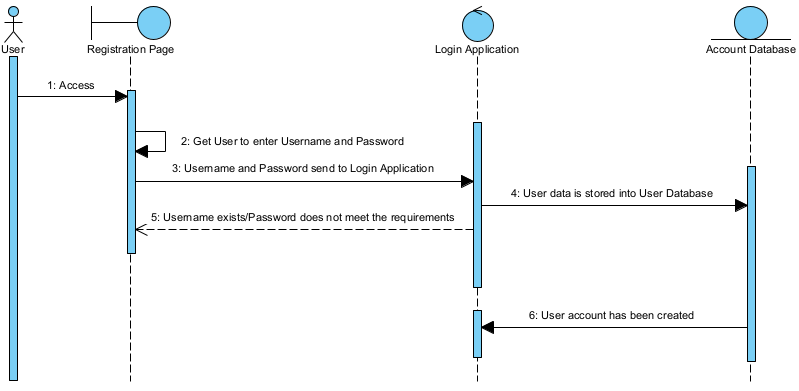 User
Registration Page
Login Application
Account Database
1: Access
2: Get User to enter Username and Password
3: Username and Password send to Login Application
4: User data is stored into User Database
5: Username exists/Password does not meet the requirements
6: User account has been created